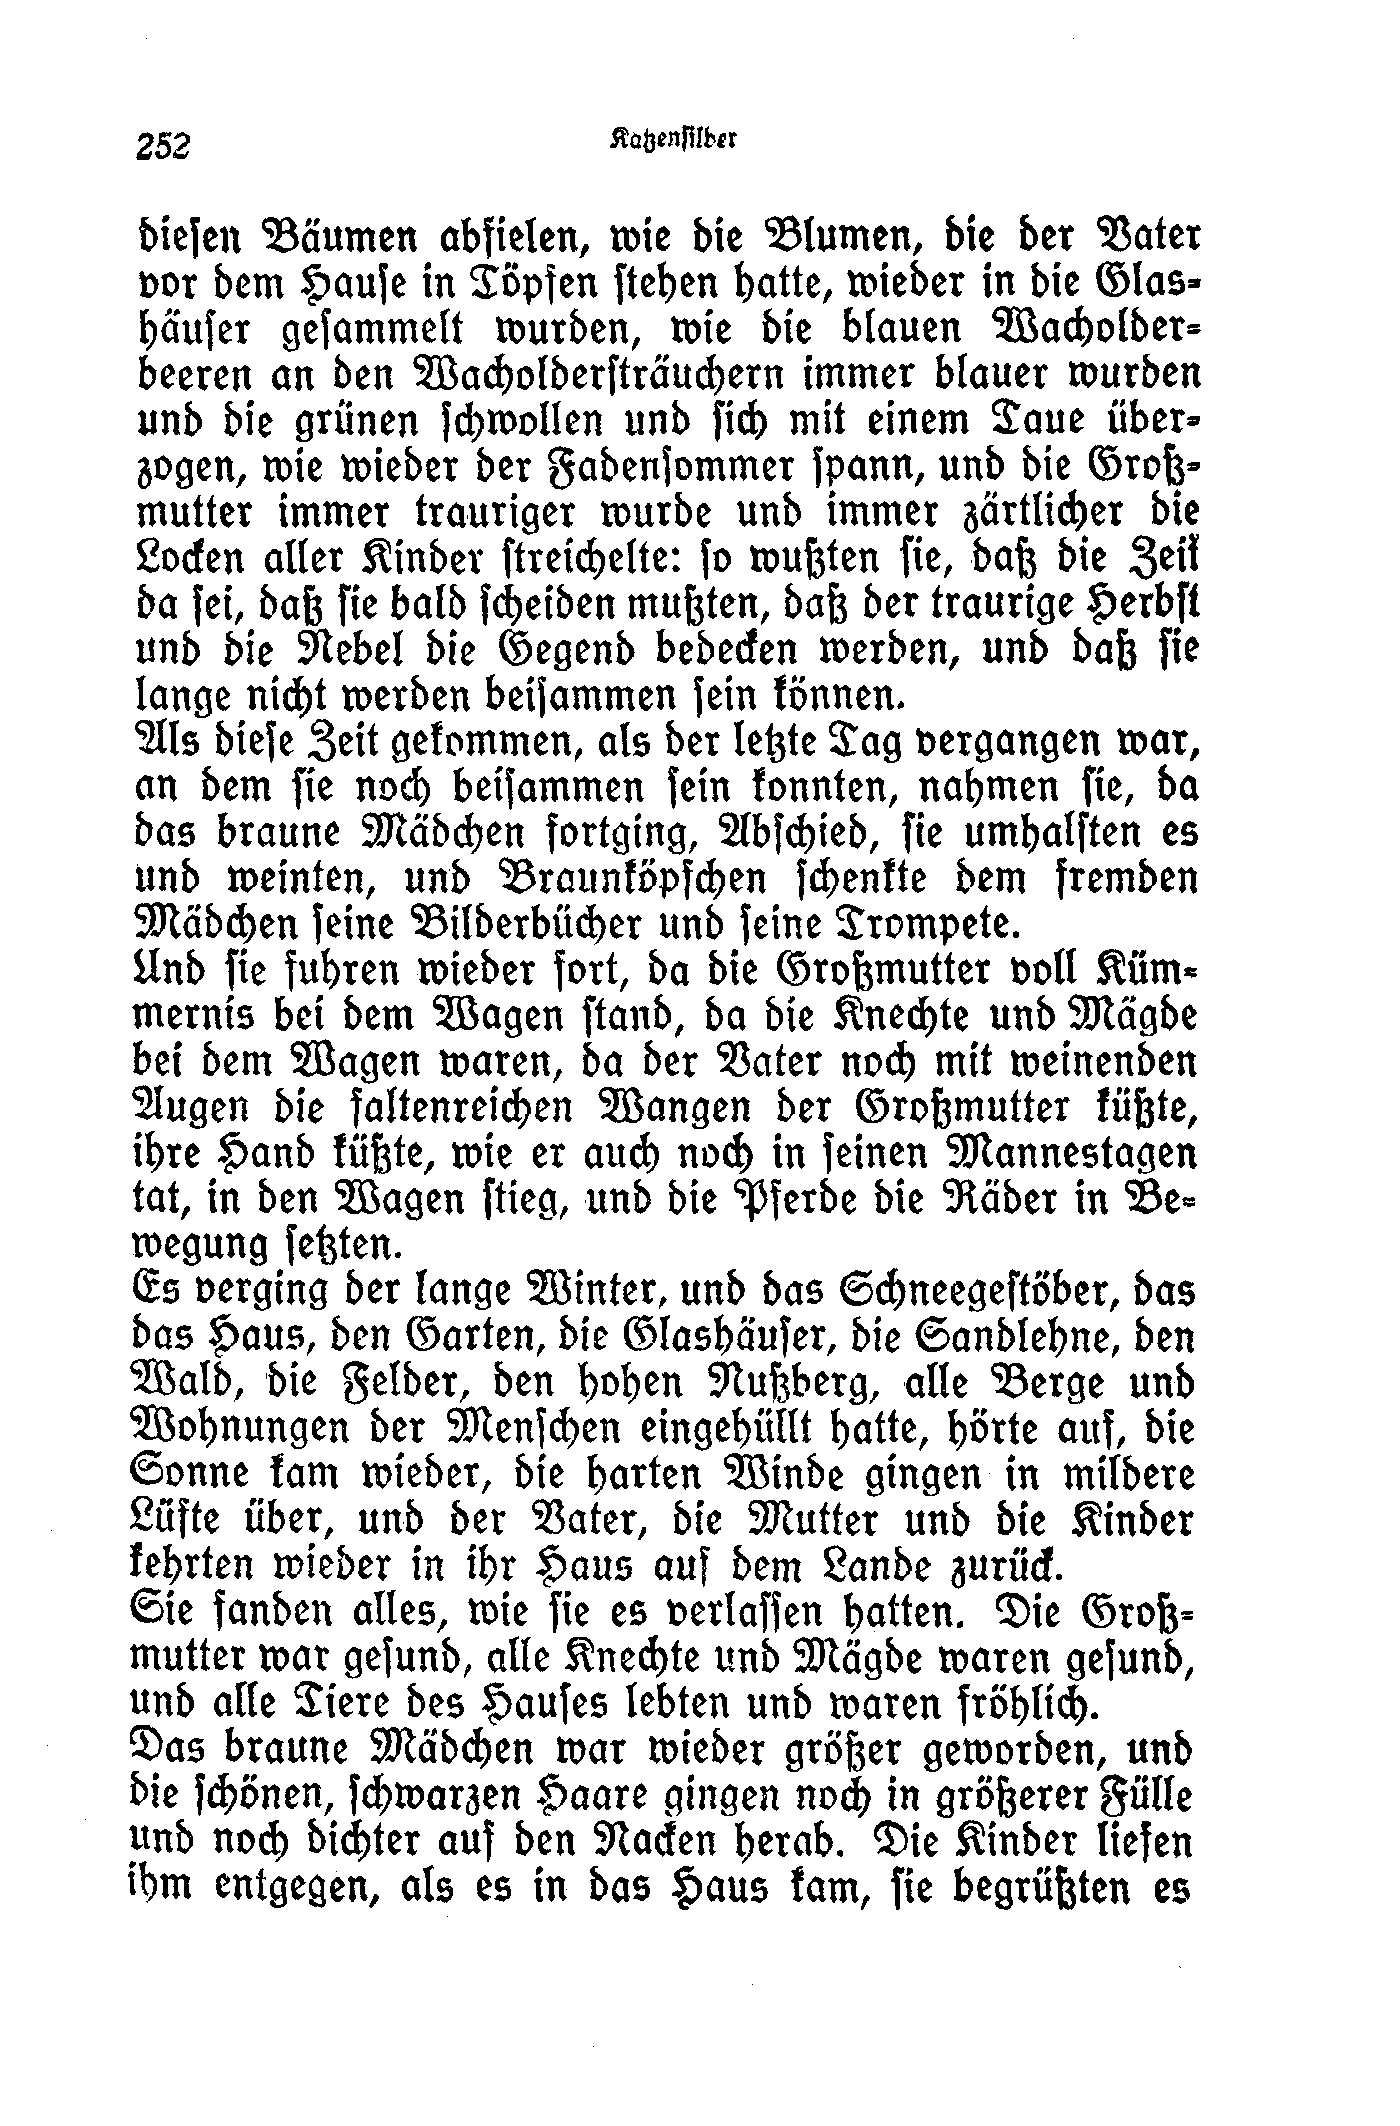 252
Katzensilber
diesen Bäumen abfielen, wie die Blumen, die der Vater
vor dem Hause in Töpfen stehen hatte, wieder in die Glas-
häuser gesammelt wurden, wie die blauen Wacholder-
beeren an den Wacholdersträuchern immer blauer wurden
und die grünen schwollen und sich mit einem Taue über-
zogen, wie wieder der Fadensommer spann, und die Groß-
mutter immer trauriger wurde und immer zärtlicher die
Locken aller Kinder streichelte: so wußten sie, daß die Zeit
da sei, daß sie bald scheiden mußten, daß der traurige Herbst
und die Nebel die Gegend bedecken werden, und daß sie
lange nicht werden beisammen sein können.
Als diese Zeit gekommen, als der letzte Tag vergangen war,
an dem sie noch beisammen sein konnten, nahmen sie, da
das braune Mädchen fortging, Abschied, sie umhalsten es
und weinten, und Braunköpfchen schenkte dem fremden
Mädchen seine Bilderbücher und seine Trompete.
Und sie fuhren wieder fort, da die Großmutter voll Küm-
mernis bei dem Wagen stand, da die Knechte und Mägde
bei dem Wagen waren, da der Vater noch mit weinenden
Augen die faltenreichen Wangen der Großmutter küßte,
ihre Hand küßte, wie er auch noch in seinen Mannestagen
tat, in den Wagen stieg, und die Pferde die Räder in Be-
wegung setzten.
Es verging der lange Winter, und das Schneegestöber, das
das Haus, den Garten, die Glashäuser, die Sandlehne, den
Wald, die Felder, den hohen Nußberg, alle Berge und
Wohnungen der Menschen eingehüllt hatte, hörte auf, die
Sonne kam wieder, die harten Winde gingen in mildere
Lüfte über, und der Vater, die Mutter und die Kinder
kehrten wieder in ihr Haus auf dem Lande zurück.
Sie fanden alles, wie sie es verlassen hatten. Die Groß-
mutter war gesund, alle Knechte und Mägde waren gesund,
und alle Tiere des Hauses lebten und waren fröhlich.
Das braune Mädchen war wieder größer geworden, und
die schönen, schwarzen Haare gingen noch in größerer Fülle
und noch dichter auf den Nacken herab. Die Kinder liefen
ihm entgegen, als es in das Haus kam, sie begrüßten es